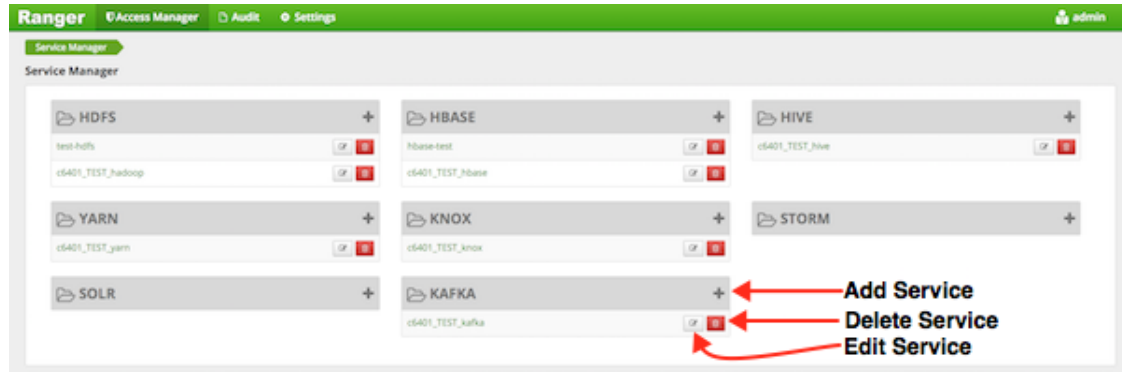 Ranger Access Manager Audit Settings admin
Service Manager
Service Manager
HDFS + HBASE + HIVE +
test-hdfs hbase-test c6401_TEST_hive
c6401_TEST_hadoop c6401_TEST_hbase
YARN + KNOX + STORM +
c6401_TEST_yarn c6401_TEST_knox
SOLR + KAFKA + Add Service
c6401_TEST_kafka Delete Service
Edit Service